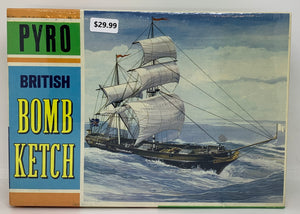 PYRO
$29.99
BRITISH
BOMB
KETCH